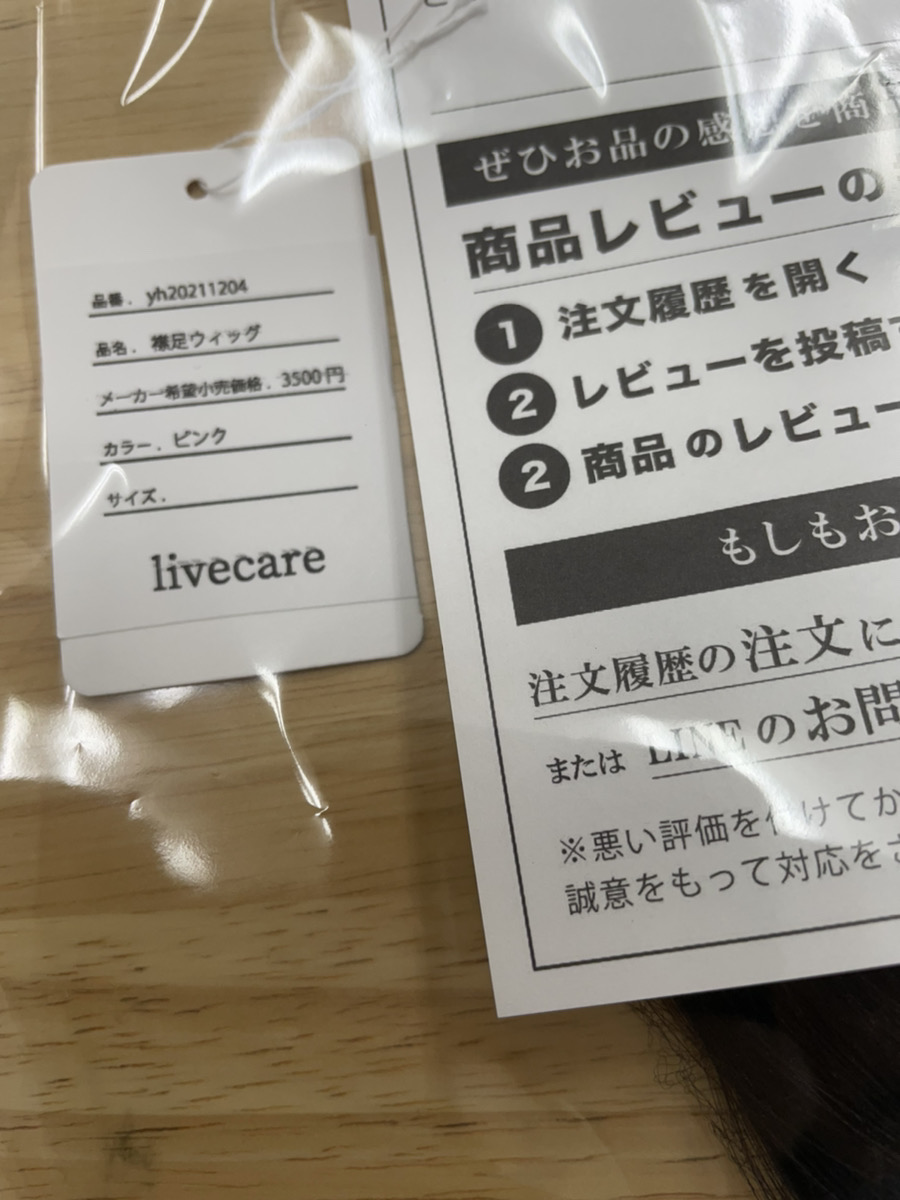 品番. yh20211204
品名. 襟足ウィッグ
メーカー希望小売価格. 3500円
カラー. ピンク
サイズ.
livecare
ぜひお品の感
商品レビューの
1 注文履歴を開く
2 レビューを投稿
2 商品のレビュー
もしもお
注文履歴の注文に
または LINEのお問
※悪い評価を付けてか
誠意をもって対応をさ